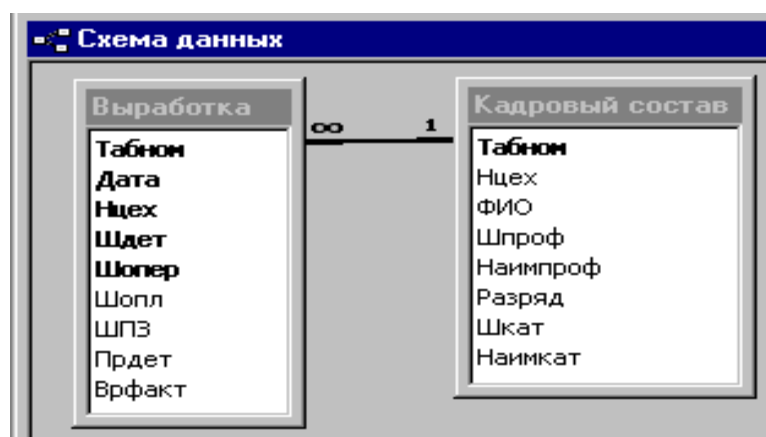 Схема данных
Выработка
Табном
Дата
Нцех
Шдет
Шопер
Шопл
ШПЗ
Прдет
Врфакт
∞ 1
Кадровый состав
Табном
Нцех
ФИО
Шпроф
Наимпроф
Разряд
Шкат
Наимкат